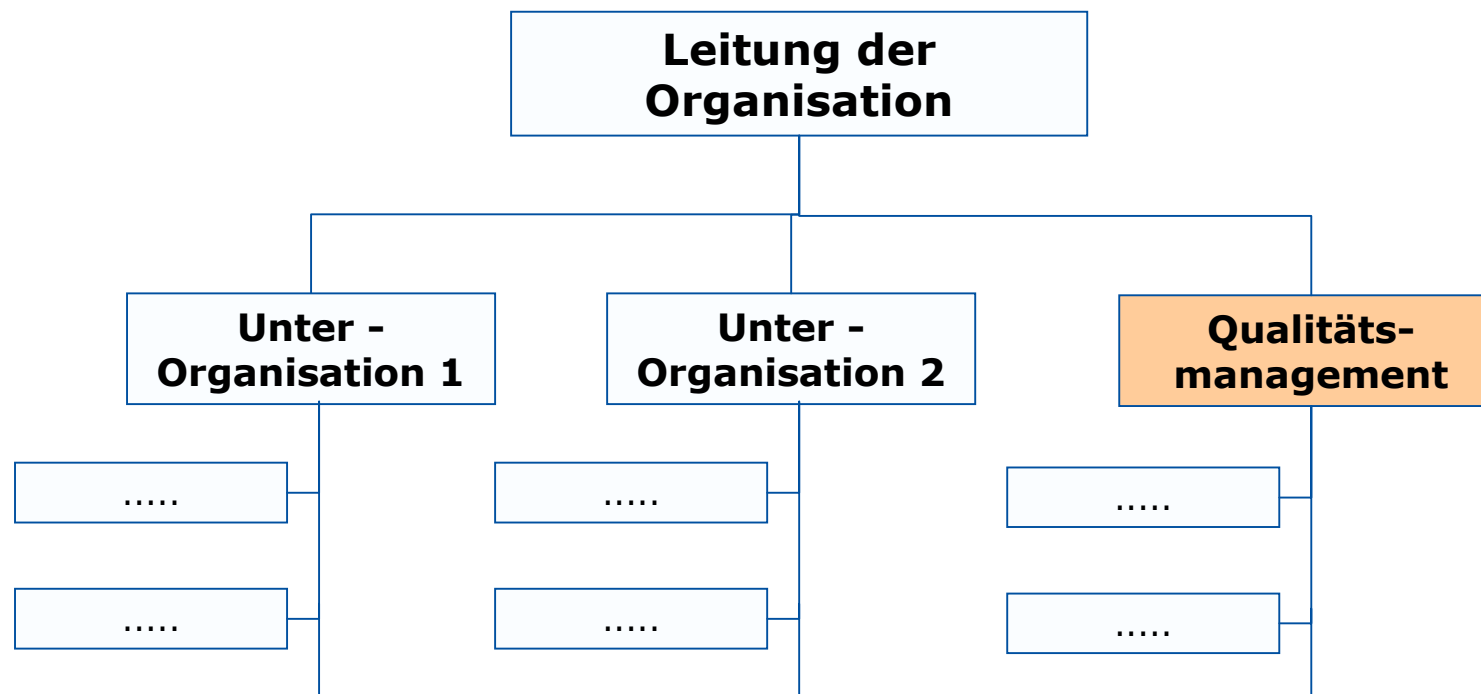 Leitung der
Organisation
Unter -
Organisation 1
Unter -
Organisation 2
Qualitäts-
management
.....
.....
.....
.....
.....
.....